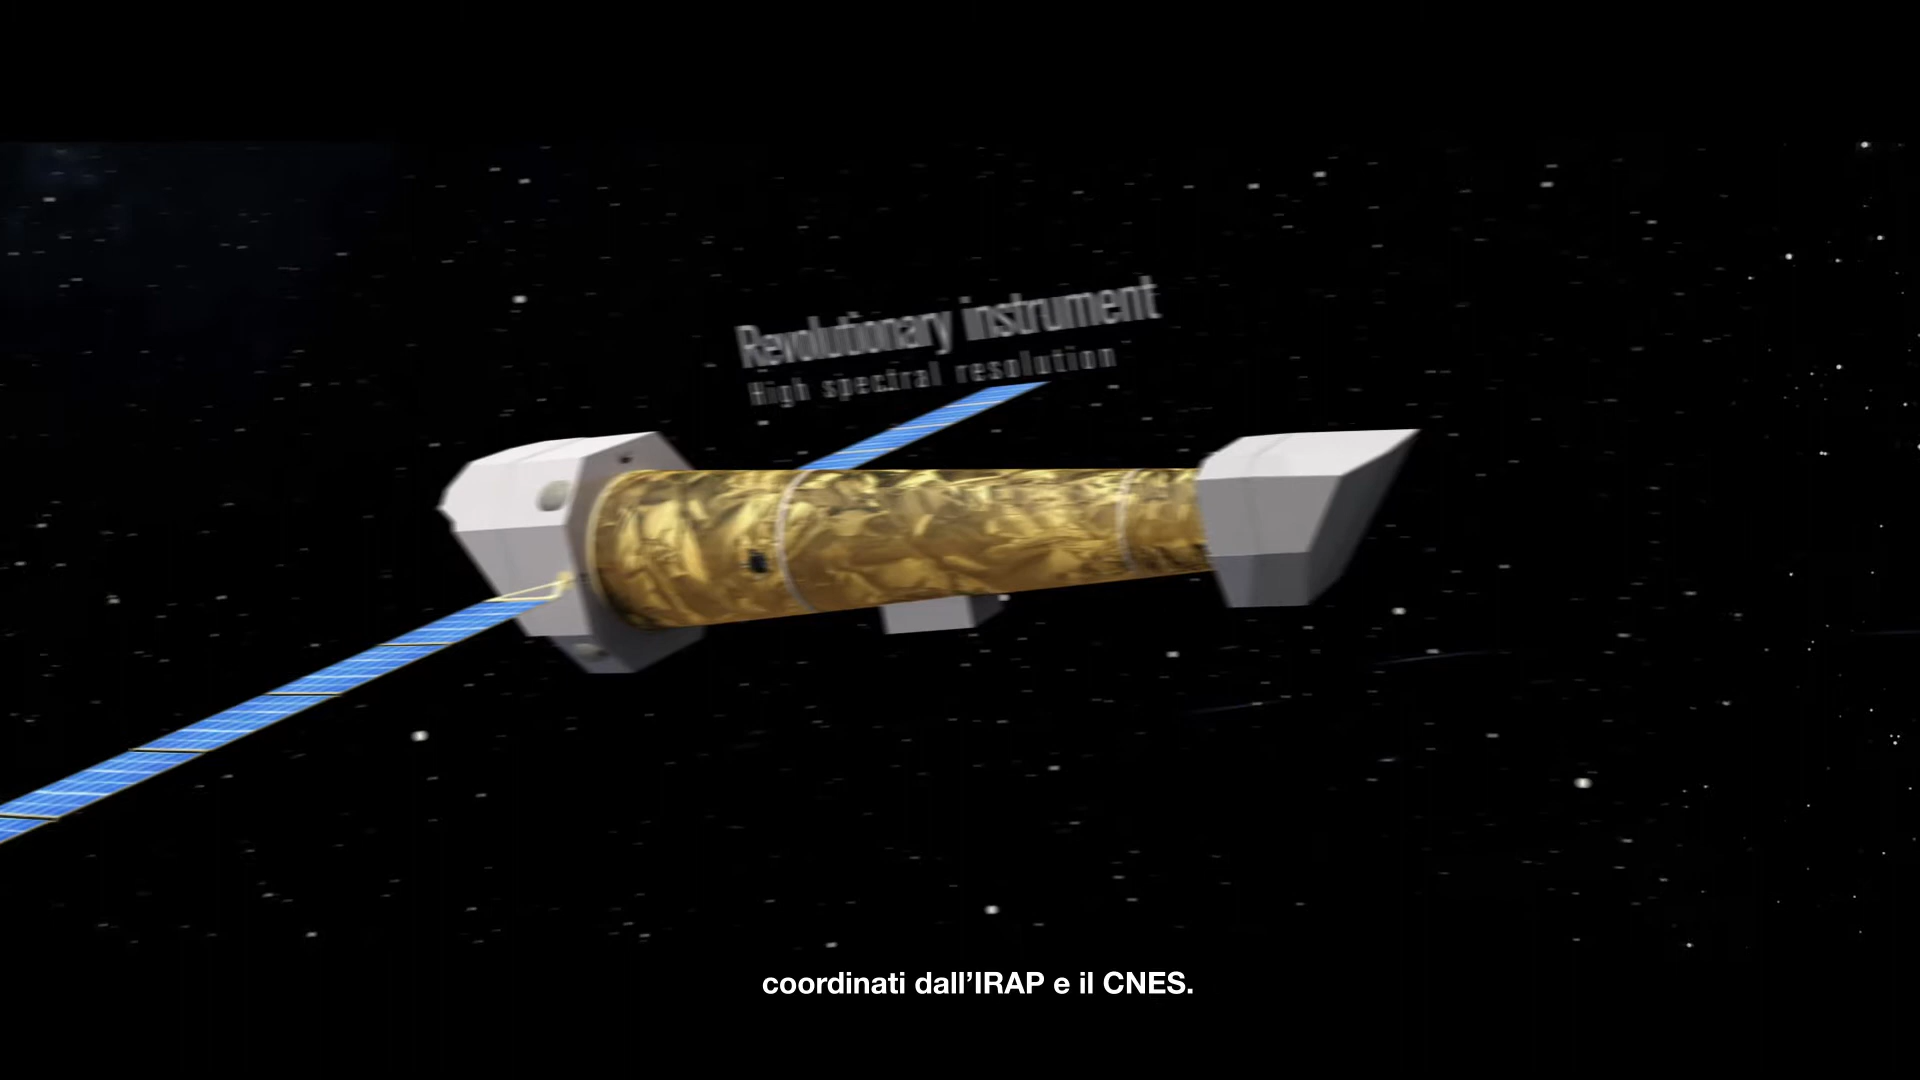 Revolutionary instrument
High spectral resolution
coordinati dall’IRAP e il CNES.